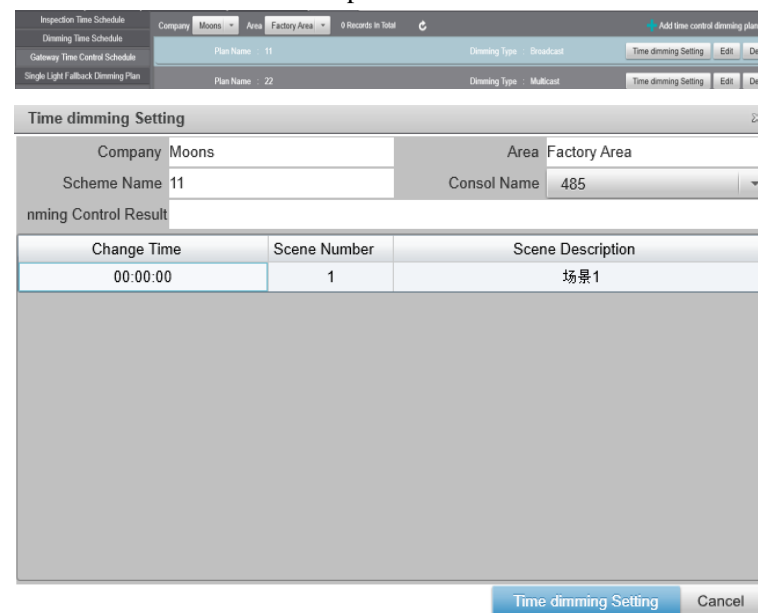 Inspection Time Schedule
Company Moons Area Factory Area 0 Records In Total Add time control dimming plan
Dimming Time Schedule
Plan Name : 11 Dimming Type : Broadcast Time dimming Setting Edit De
Gateway Time Control Schedule
Single Light Fallback Dimming Plan
Plan Name : 22 Dimming Type : Multicast Time dimming Setting Edit De
Time dimming Setting
Company Moons Area Factory Area
Scheme Name 11 Consol Name 485
nming Control Result
Change Time Scene Number Scene Description
00:00:00 1 场景1
Time dimming Setting Cancel